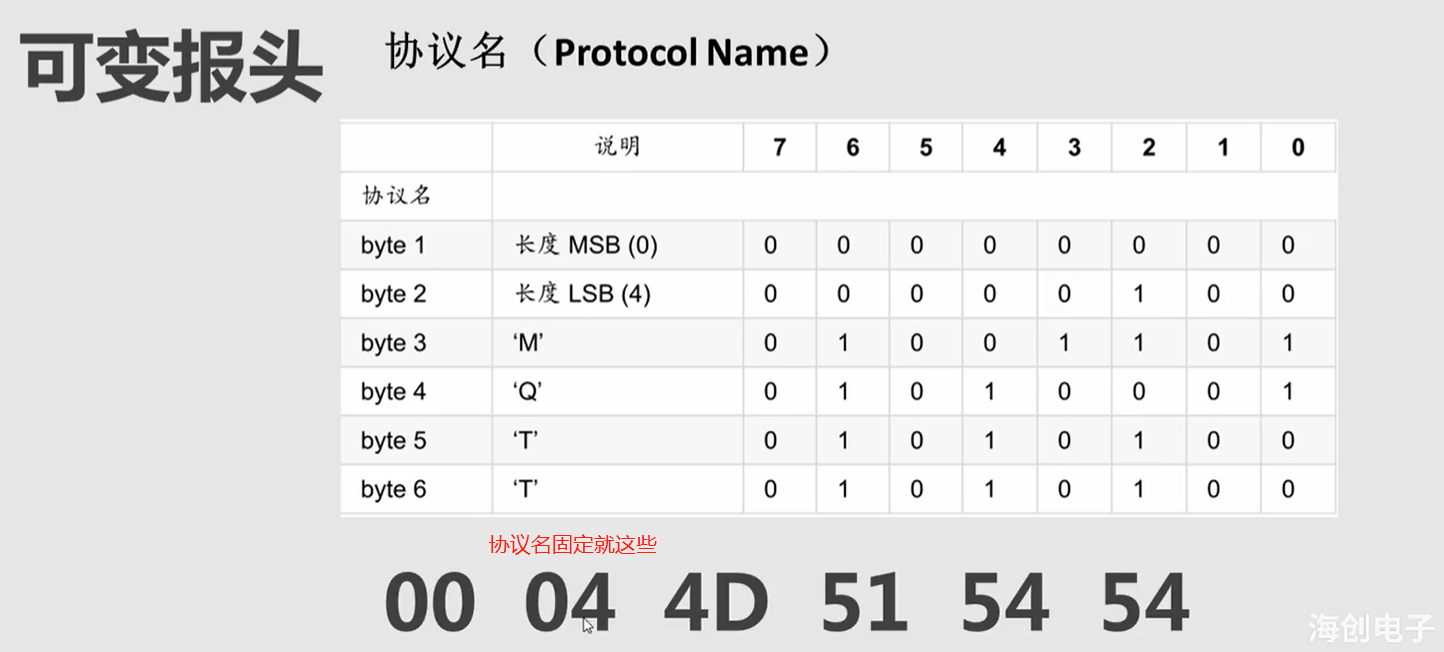 可变报头
协议名（Protocol Name）
说明 7 6 5 4 3 2 1 0
协议名
byte 1 长度 MSB (0) 0 0 0 0 0 0 0 0
byte 2 长度 LSB (4) 0 0 0 0 0 1 0 0
byte 3 ‘M’ 0 1 0 0 1 1 0 1
byte 4 ‘Q’ 0 1 0 1 0 0 0 1
byte 5 ‘T’ 0 1 0 1 0 1 0 0
byte 6 ‘T’ 0 1 0 1 0 1 0 0
协议名固定就这些
00 04 4D 51 54 54
海创电子